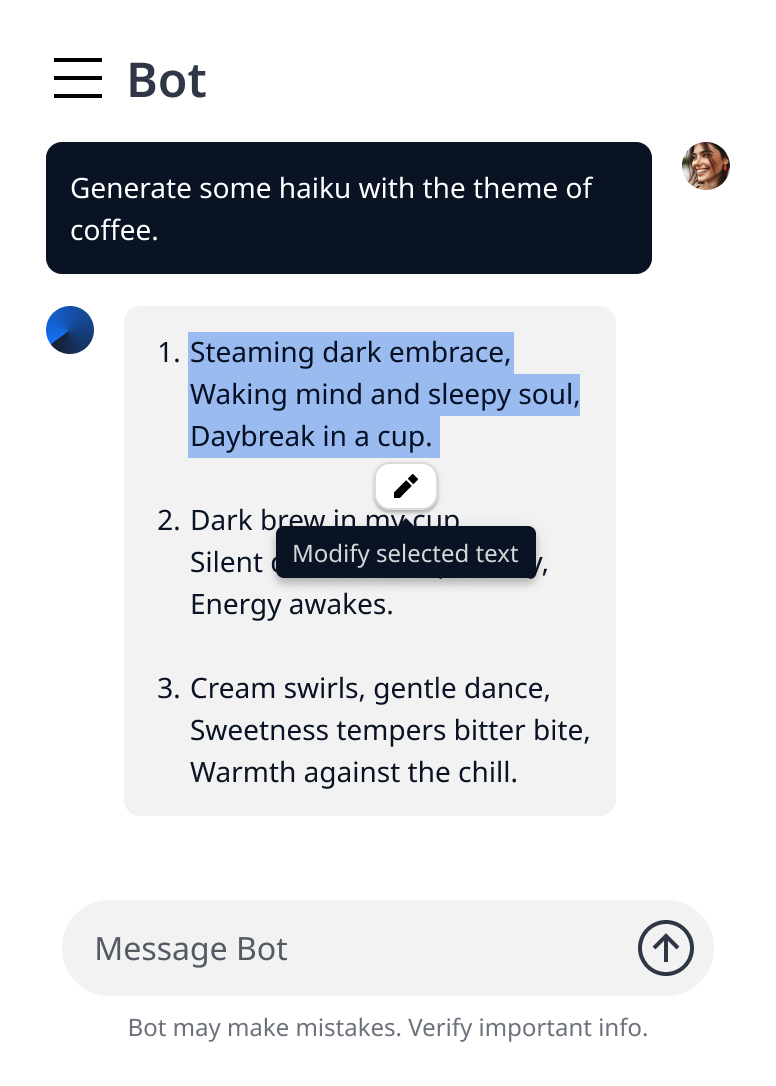 Bot
Generate some haiku with the theme of
coffee.
1. Steaming dark embrace,
Waking mind and sleepy soul,
Daybreak in a cup.
2. Dark brew in my cup
Modify selected text
Silent
Energy awakes.
3. Cream swirls, gentle dance,
Sweetness tempers bitter bite,
Warmth against the chill.
Message Bot
Bot may make mistakes. Verify important info.